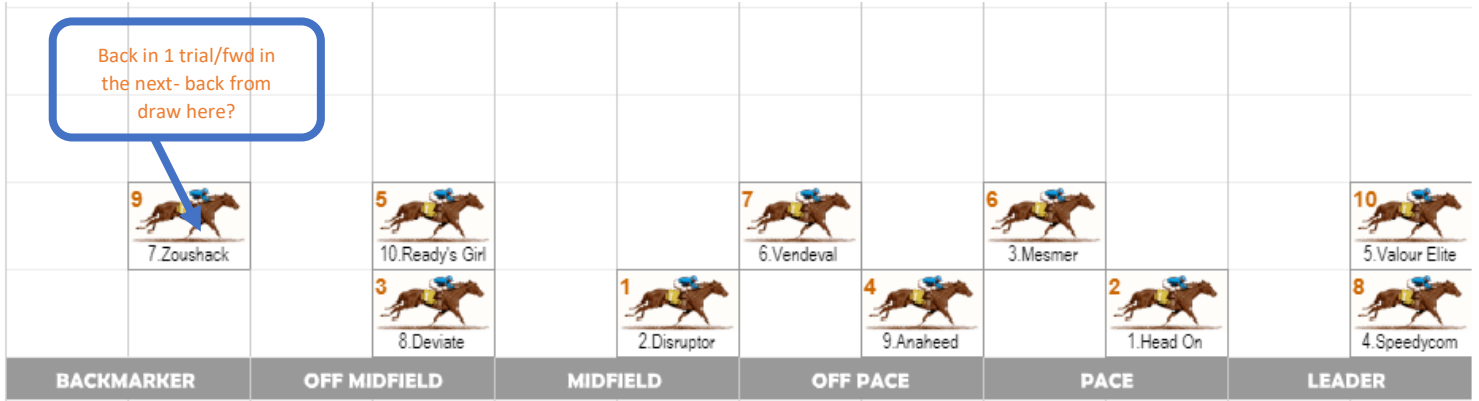 Back in 1 trial/fwd in
the next- back from
draw here?
9
5
7
6
10
7.Zoushack
10.Ready's Girl
6.Vendeval
3.Mesmer
5.Valour Elite
3
1
4
2
8
8.Deviate
2.Disruptor
9.Anaheed
1.Head On
4.Speedycom
BACKMARKER
OFF MIDFIELD
MIDFIELD
OFF PACE
PACE
LEADER